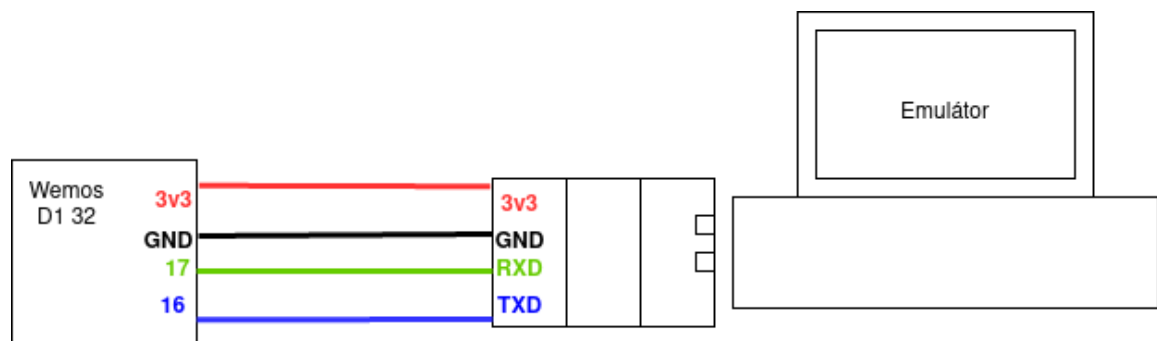 Emulátor
Wemos
D1 32
3v3
GND
17
16
3v3
GND
RXD
TXD